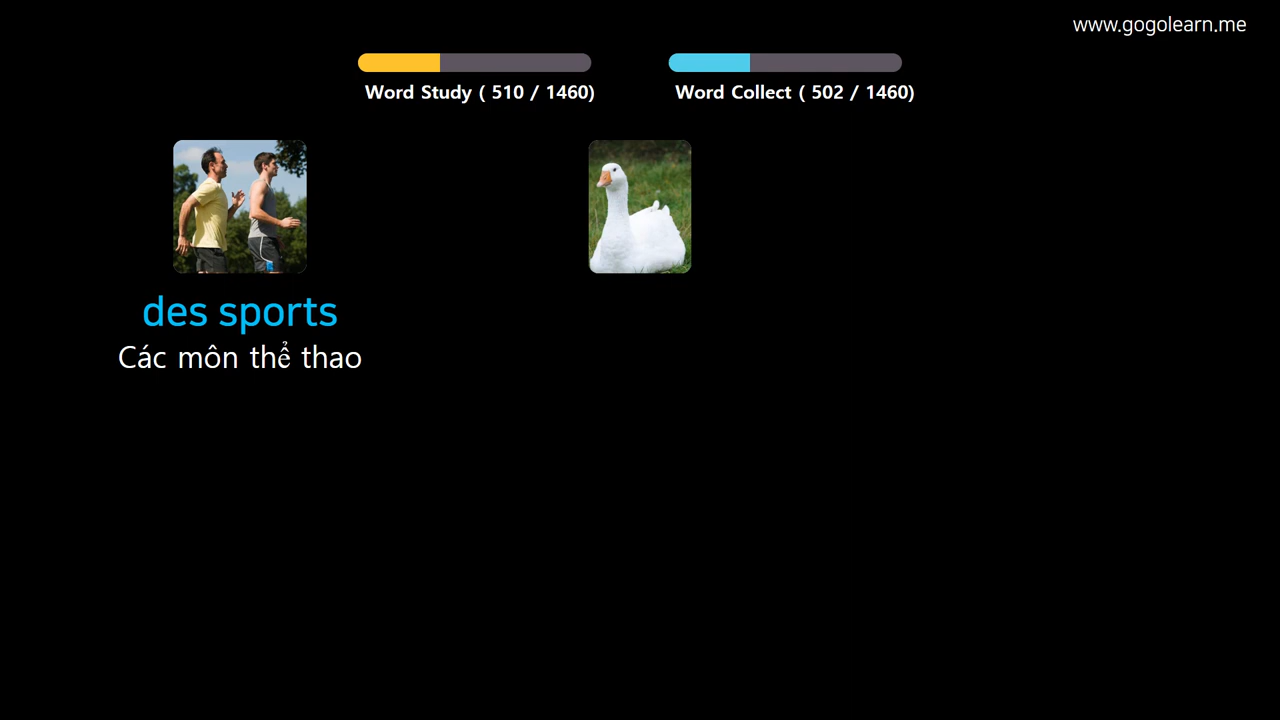 www.gogolearn.me
Word Study ( 510 / 1460)
Word Collect ( 502 / 1460)
des sports
Các môn thể thao